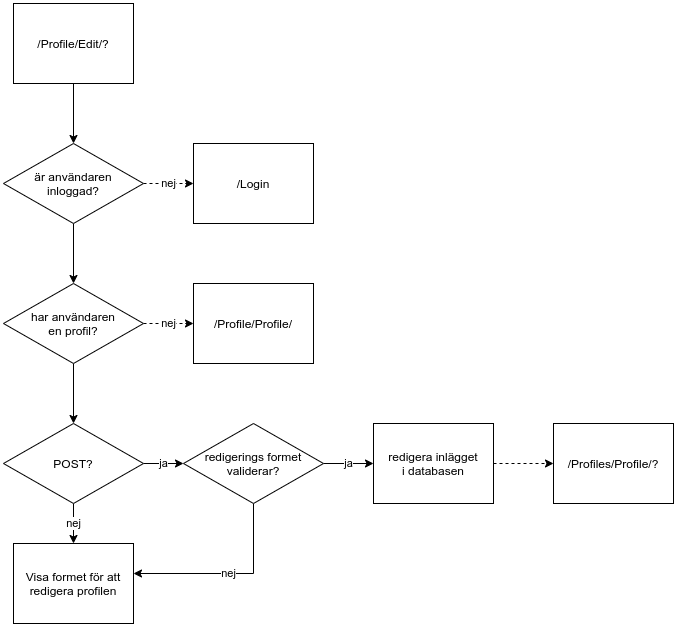 /Profile/Edit/?
är användaren
inloggad?
nej
/Login
har användaren
en profil?
nej
/Profile/Profile/
POST?
ja
redigerings formet
validerar?
ja
redigera inlägget
i databasen
/Profiles/Profile/?
nej
Visa formet för att
redigera profilen
nej